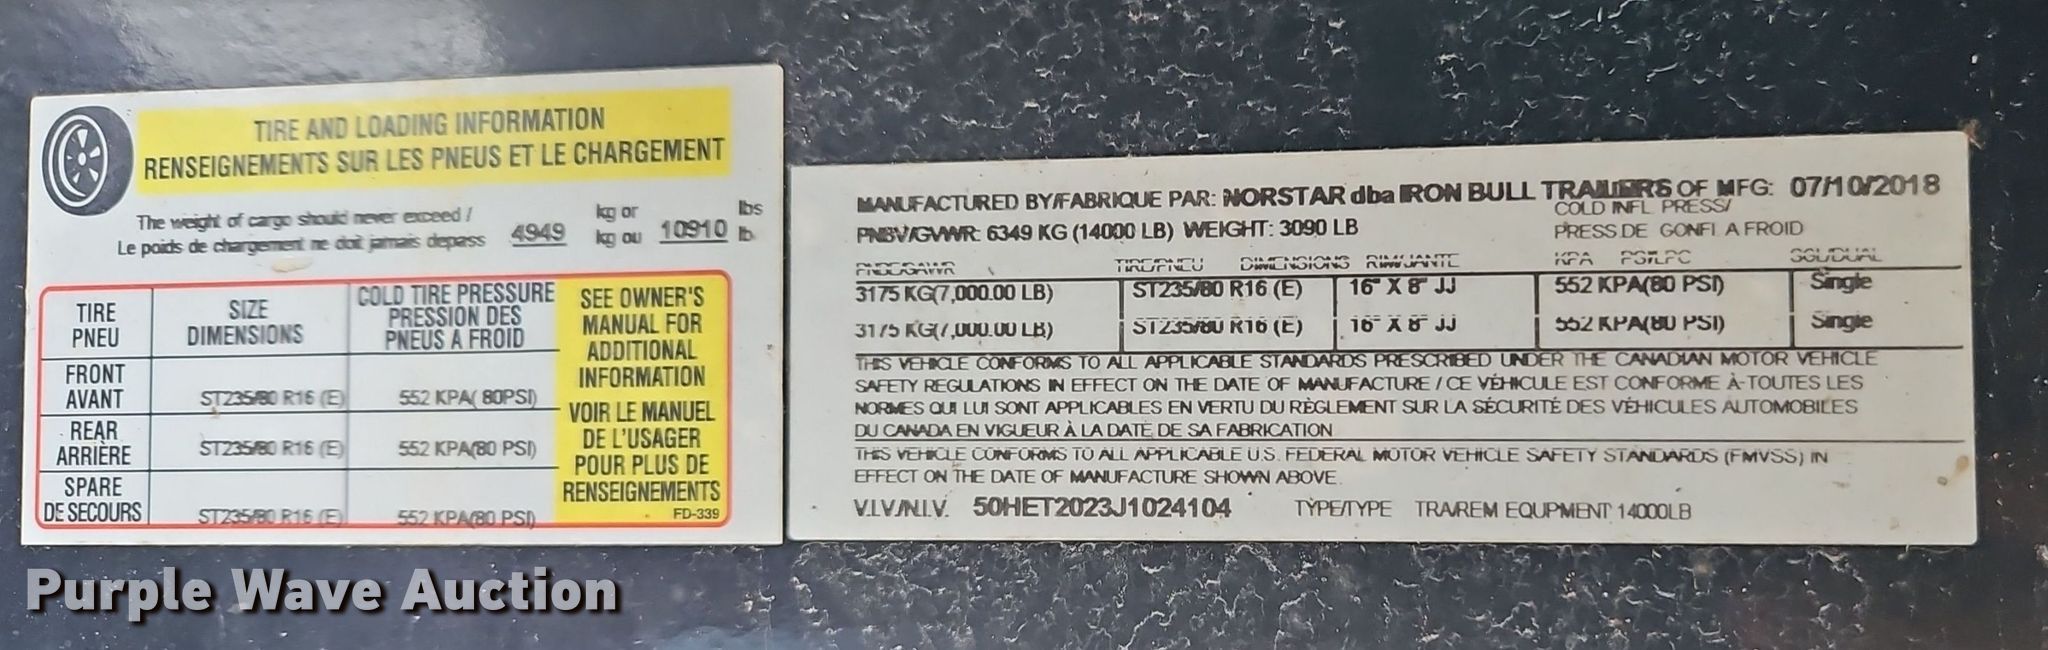 TIRE AND LOADING INFORMATION
RENSEIGNEMENTS SUR LES PNEUS ET LE CHARGEMENT
The weight of cargo should never exceed / kg or lbs
Le poids de chargement ne doit jamais depass 4949 kg ou 10910 lb
TIRE PNEU
SIZE DIMENSIONS
COLD TIRE PRESSURE PRESSION DES PNEUS A FROID
FRONT AVANT
ST235/80 R16 (E)
552 KPA( 80PSI)
REAR ARRIÈRE
ST235/80 R16 (E)
552 KPA(80 PSI)
SPARE DE SECOURS
ST235/80 R16 (E)
552 KPA(80 PSI)
SEE OWNER'S
MANUAL FOR
ADDITIONAL
INFORMATION
VOIR LE MANUEL
DE L'USAGER
POUR PLUS DE
RENSEIGNEMENTS
FD-339
MANUFACTURED BY/FABRIQUE PAR: NORSTAR dba IRON BULL TRAILERS OF MFG: 07/10/2018
PNBV/GVWR: 6349 KG (14000 LB) WEIGHT: 3090 LB
COLD INFL PRESS/
PRESS DE GONFL A FROID
PNBE/GAWR TIRE/PNEU DIMENSIONS RIM/JANTE KPA PSI/LPC SGL/DUAL
3175 KG(7,000.00 LB) ST235/80 R16 (E) 16" X 8" JJ 552 KPA(80 PSI) Single
3175 KG(7,000.00 LB) ST235/80 R16 (E) 16" X 8" JJ 552 KPA(80 PSI) Single
THIS VEHICLE CONFORMS TO ALL APPLICABLE STANDARDS PRESCRIBED UNDER THE CANADIAN MOTOR VEHICLE
SAFETY REGULATIONS IN EFFECT ON THE DATE OF MANUFACTURE / CE VÉHICULE EST CONFORME À-TOUTES LES
NORMES QUI LUI SONT APPLICABLES EN VERTU DU RÈGLEMENT SUR LA SÉCURITÉ DES VÉHICULES AUTOMOBILES
DU CANADA EN VIGUEUR À LA DATE DE SA FABRICATION
THIS VEHICLE CONFORMS TO ALL APPLICABLE U.S. FEDERAL MOTOR VEHICLE SAFETY STANDARDS (FMVSS) IN
EFFECT ON THE DATE OF MANUFACTURE SHOWN ABOVE.
V.I.V/N.I.V. 50HET2023J1024104 TYPE/TYPE TRA/REM EQUPMENT 14000LB
Purple Wave Auction